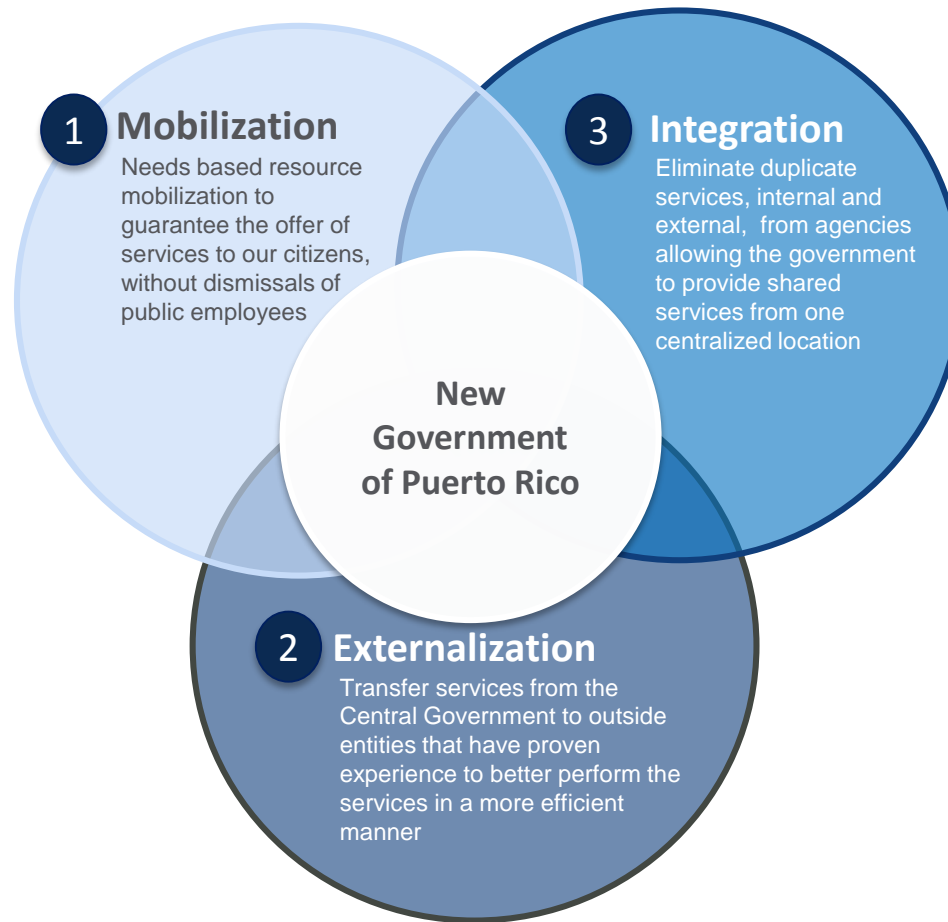 1 Mobilization
Needs based resource
mobilization to
guarantee the offer of
services to our citizens,
without dismissals of
public employees
3 Integration
Eliminate duplicate
services, internal and
external, from agencies
allowing the government
to provide shared
services from one
centralized location
New
Government
of Puerto Rico
2 Externalization
Transfer services from the
Central Government to outside
entities that have proven
experience to better perform the
services in a more efficient
manner